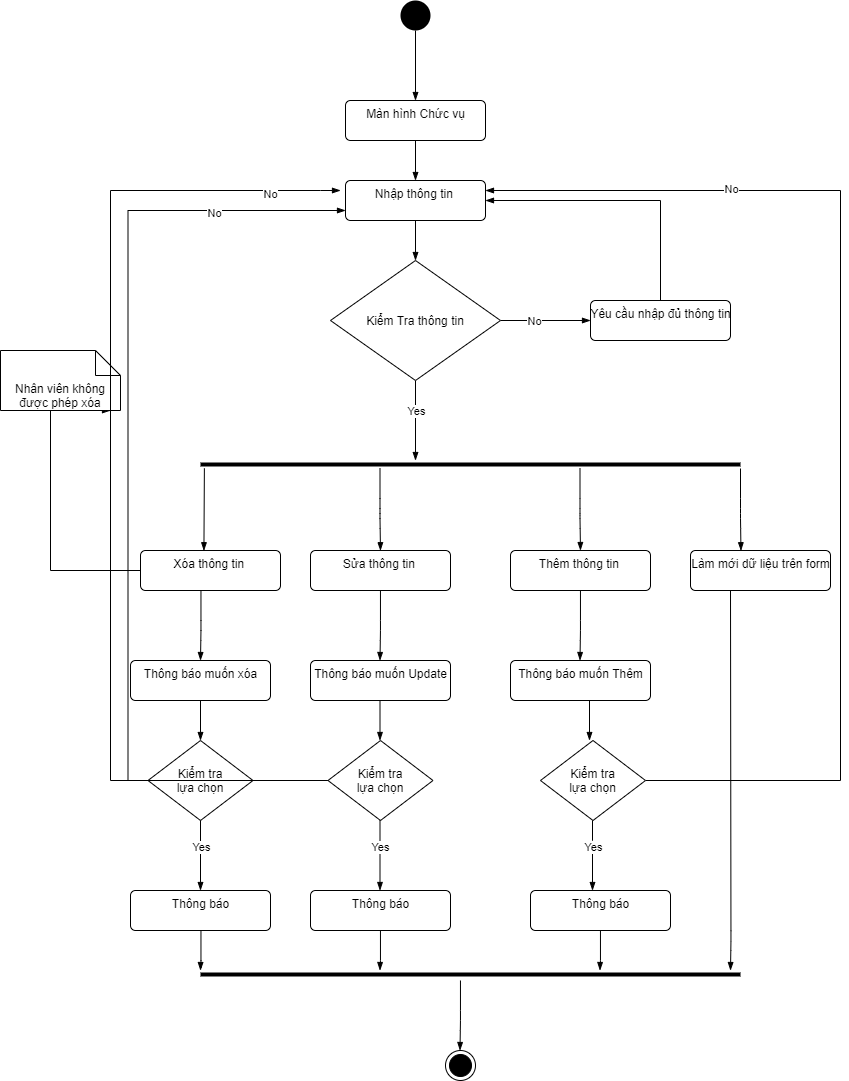 Màn hình Chức vụ
No
Nhập thông tin
No
No
Kiểm Tra thông tin
No
Yêu cầu nhập đủ thông tin
Nhân viên không
được phép xóa
Yes
Xóa thông tin
Sửa thông tin
Thêm thông tin
Làm mới dữ liệu trên form
Thông báo muốn xóa
Thông báo muốn Update
Thông báo muốn Thêm
Kiểm tra
lựa chọn
Kiểm tra
lựa chọn
Kiểm tra
lựa chọn
Yes
Yes
Yes
Thông báo
Thông báo
Thông báo